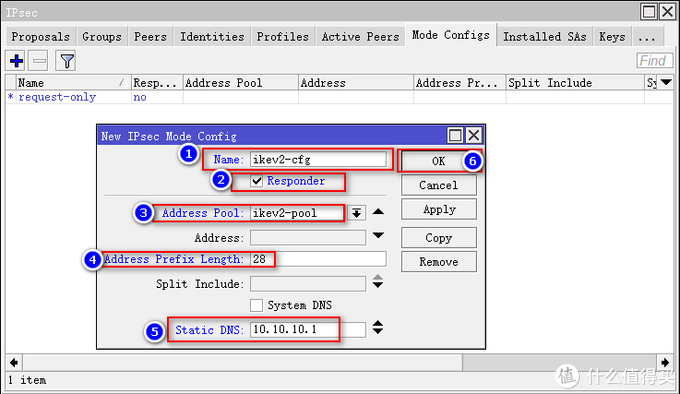 IPsec
Proposals Groups Peers Identities Profiles Active Peers Mode Configs Installed SAs Keys ...
Find
Name Resp... Address Pool Address Address Pr... Split Include Sy
* request-only no
New IPsec Mode Config
1 Name: ikev2-cfg OK 6
2 Responder Cancel
3 Address Pool: ikev2-pool Apply
Address: Copy
4 Address Prefix Length: 28 Remove
Split Include:
System DNS
5 Static DNS: 10.10.10.1
1 item
值 什么值得买